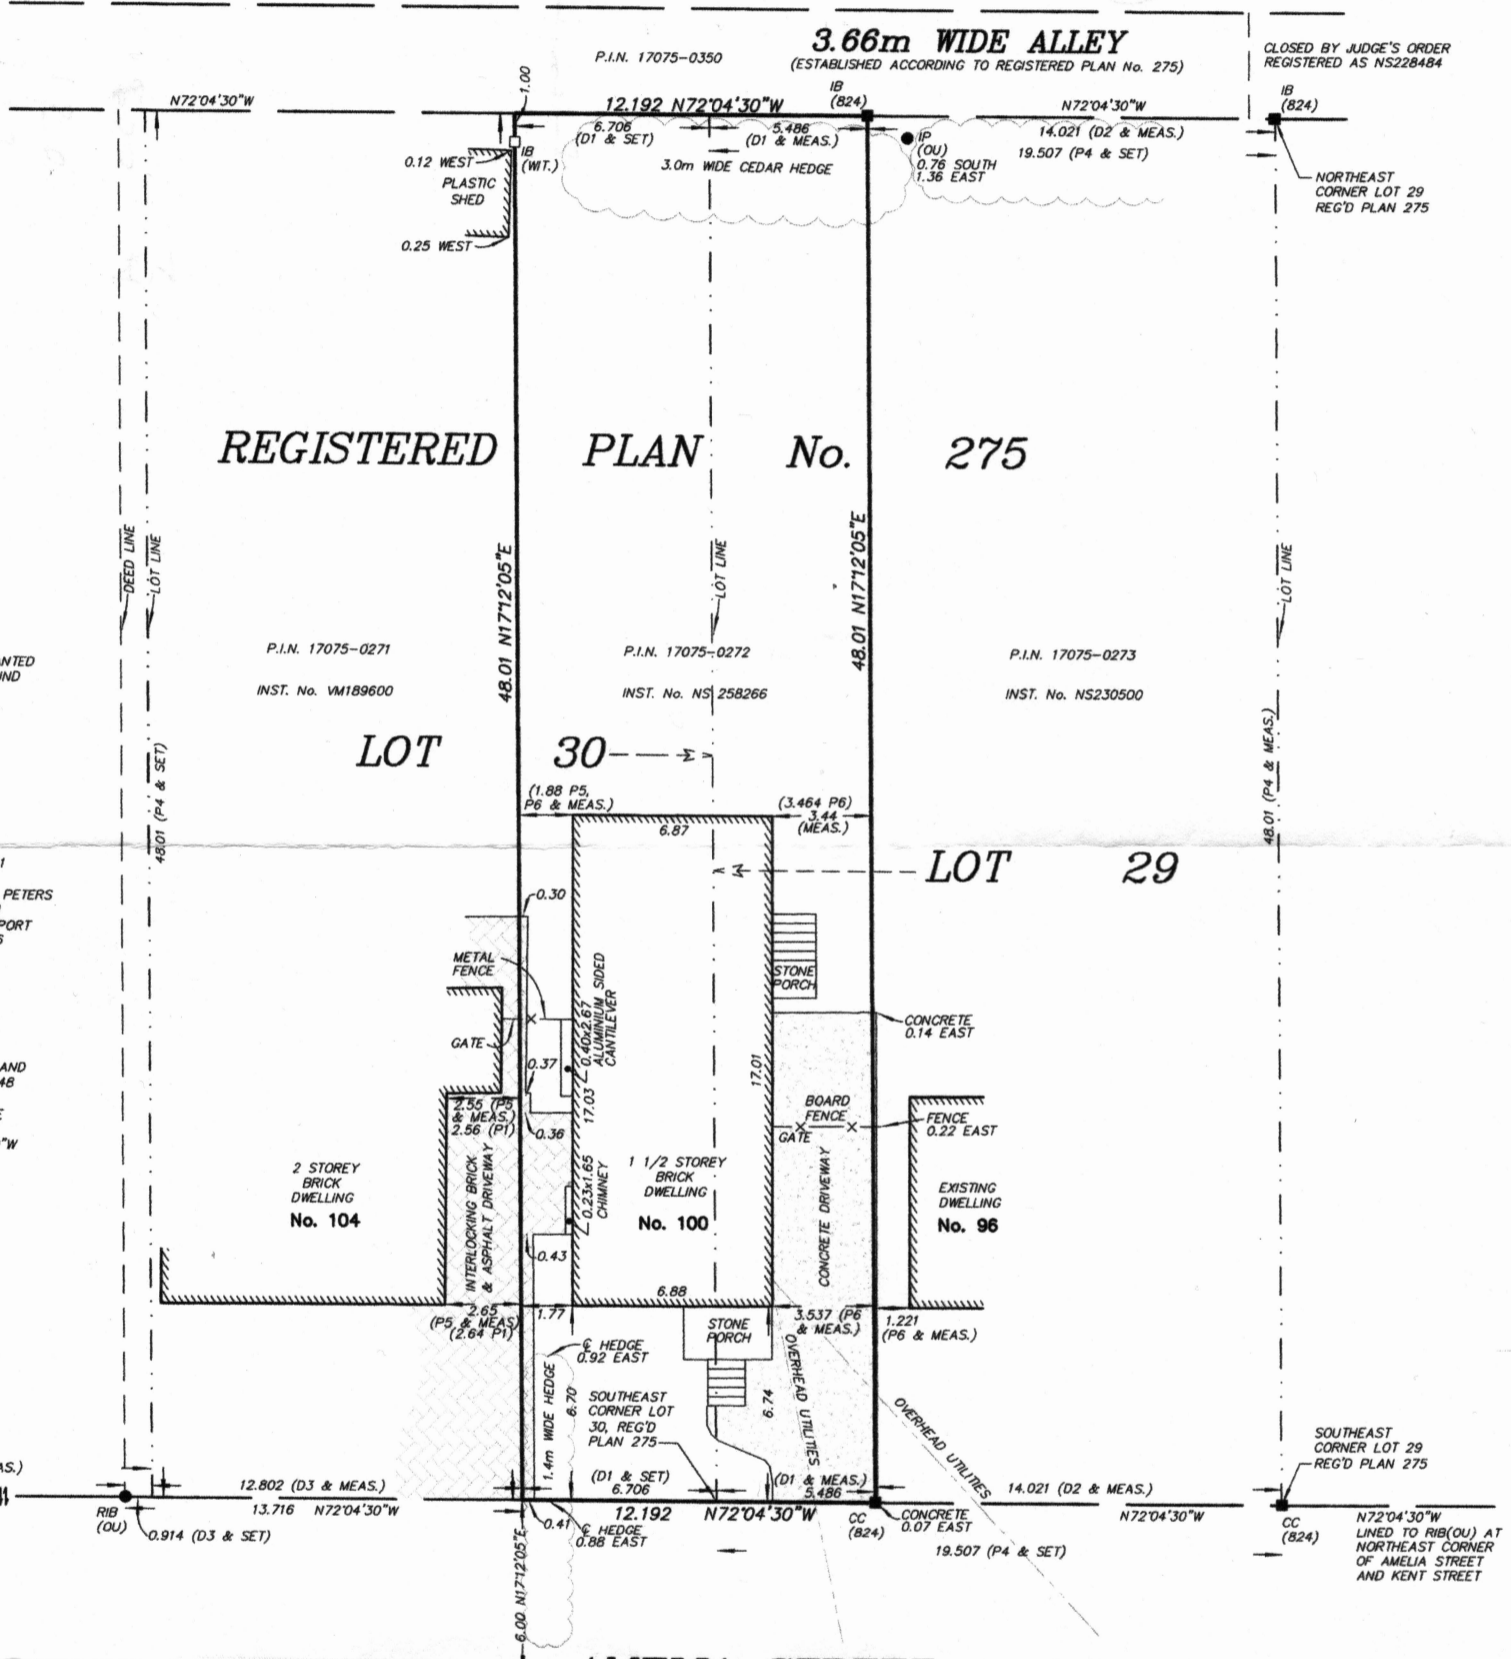 3.66m WIDE ALLEY
(ESTABLISHED ACCORDING TO REGISTERED PLAN No. 275)
P.I.N. 17075-0350
CLOSED BY JUDGE'S ORDER
REGISTERED AS NS228484
N72°04'30"W
1.00
12.192 N72°04'30"W
IB
(824)
N72°04'30"W
IB
(824)
6.706
(D1 & SET)
5.486
(D1 & MEAS.)
14.021 (D2 & MEAS.)
19.507 (P4 & SET)
IB
(WIT.)
IP
(OU)
0.76 SOUTH
1.36 EAST
3.0m WIDE CEDAR HEDGE
0.12 WEST
PLASTIC
SHED
0.25 WEST
NORTHEAST
CORNER LOT 29
REG'D PLAN 275
REGISTERED PLAN No. 275
DEED LINE
LOT LINE
48.01 N17°12'05"E
LOT LINE
48.01 N17°12'05"E
LOT LINE
P.I.N. 17075-0271
INST. No. VM189600
P.I.N. 17075-0272
INST. No. NS 258266
P.I.N. 17075-0273
INST. No. NS230500
ANTED
UND
LOT 30
48.01 (P4 & SET)
48.01 (P4 & MEAS.)
(1.88 P5,
P6 & MEAS.)
6.87
(3.464 P6)
3.44
(MEAS.)
LOT 29
PETERS
PORT
0.30
METAL
FENCE
GATE
0.40x2.67
ALUMINIUM SIDED
CANTILEVER
STONE
PORCH
CONCRETE
0.14 EAST
0.37
17.03
17.01
AND
48
"W
2.55 (P5
& MEAS.)
2.56 (P1)
0.36
BOARD
FENCE
GATE
FENCE
0.22 EAST
2 STOREY
BRICK
DWELLING
No. 104
INTERLOCKING BRICK
& ASPHALT DRIVEWAY
0.23x1.65
CHIMNEY
1 1/2 STOREY
BRICK
DWELLING
No. 100
CONCRETE DRIVEWAY
EXISTING
DWELLING
No. 96
0.43
6.88
2.65
(P5 & MEAS)
(2.64 P1)
1.77
STONE
PORCH
3.537 (P6
& MEAS.)
1.221
(P6 & MEAS.)
℄ HEDGE
0.92 EAST
1.4m WIDE HEDGE
6.70
SOUTHEAST
CORNER LOT
30, REG'D
PLAN 275
6.74
OVERHEAD UTILITIES
OVERHEAD UTILITIES
SOUTHEAST
CORNER LOT 29
REG'D PLAN 275
AS.)
12.802 (D3 & MEAS.)
13.716 N72°04'30"W
(D1 & SET)
6.706
(D1 & MEAS.)
5.486
14.021 (D2 & MEAS.)
RIB
(OU)
0.914 (D3 & SET)
0.41
12.192 N72°04'30"W
℄ HEDGE
0.88 EAST
CC
(824)
CONCRETE
0.07 EAST
N72°04'30"W
CC
(824)
19.507 (P4 & SET)
N72°04'30"W
LINED TO RIB(OU) AT
NORTHEAST CORNER
OF AMELIA STREET
AND KENT STREET
6.00 N17°12'05"E